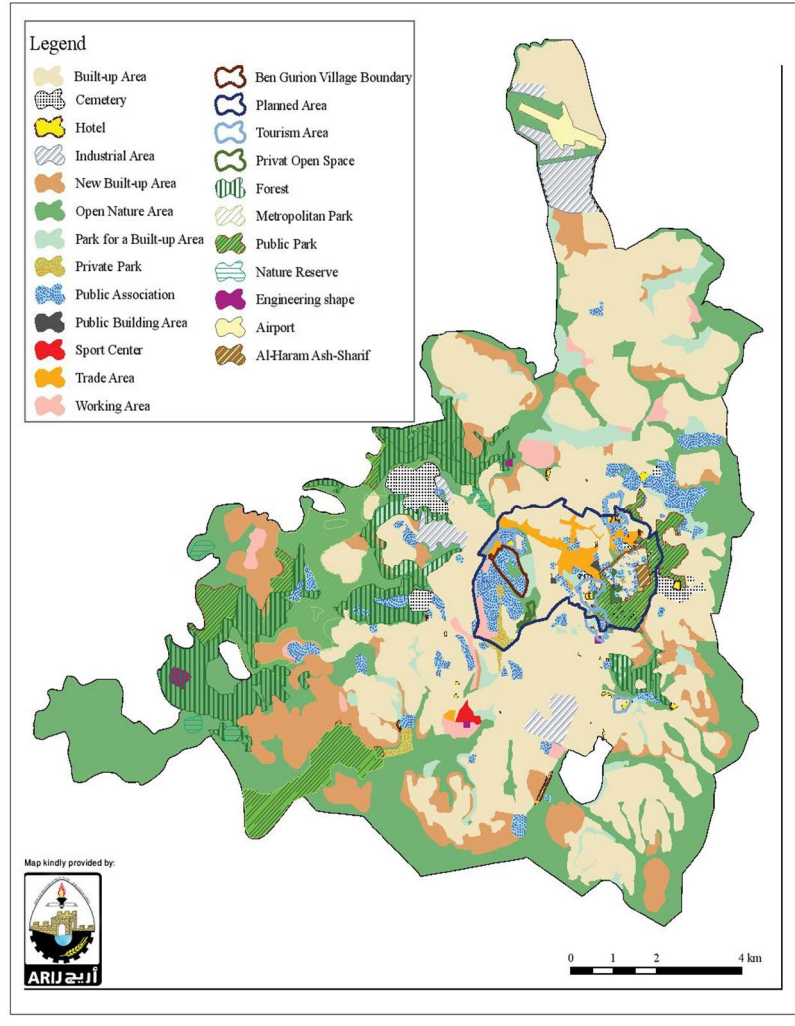 Legend
Built-up Area
Cemetery
Hotel
Industrial Area
New Built-up Area
Open Nature Area
Park for a Built-up Area
Private Park
Public Association
Public Building Area
Sport Center
Trade Area
Working Area
Ben Gurion Village Boundary
Planned Area
Tourism Area
Privat Open Space
Forest
Metropolitan Park
Public Park
Nature Reserve
Engineering shape
Airport
Al-Haram Ash-Sharif
Map kindly provided by:
ARIJ أريج
0 1 2 4 km